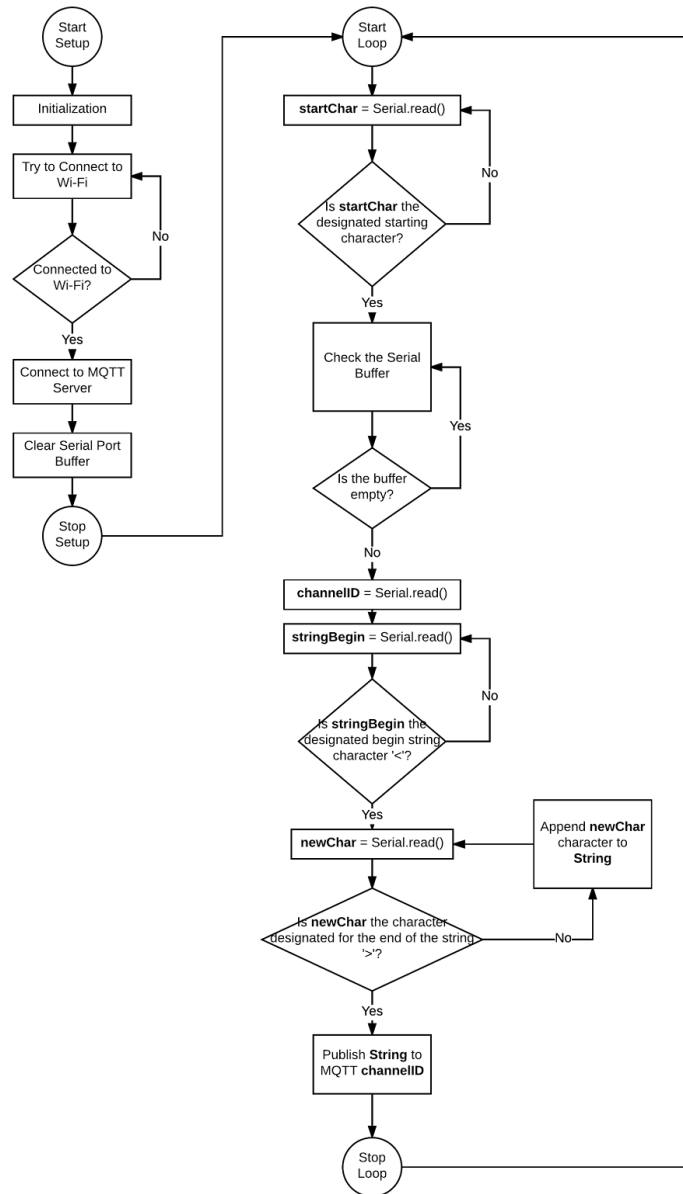 Start
Setup
Initialization
Try to Connect to
Wi-Fi
No
Connected to
Wi-Fi?
Yes
Connect to MQTT
Server
Clear Serial Port
Buffer
Stop
Setup
Start
Loop
startChar = Serial.read()
No
Is startChar the
designated starting
character?
Yes
Check the Serial
Buffer
Yes
Is the buffer
empty?
No
channelID = Serial.read()
stringBegin = Serial.read()
No
Is stringBegin the
designated begin string
character '<'?
Yes
newChar = Serial.read()
Append newChar
character to
String
Is newChar the character
designated for the end of the string
'>'?
No
Yes
Publish String to
MQTT channelID
Stop
Loop